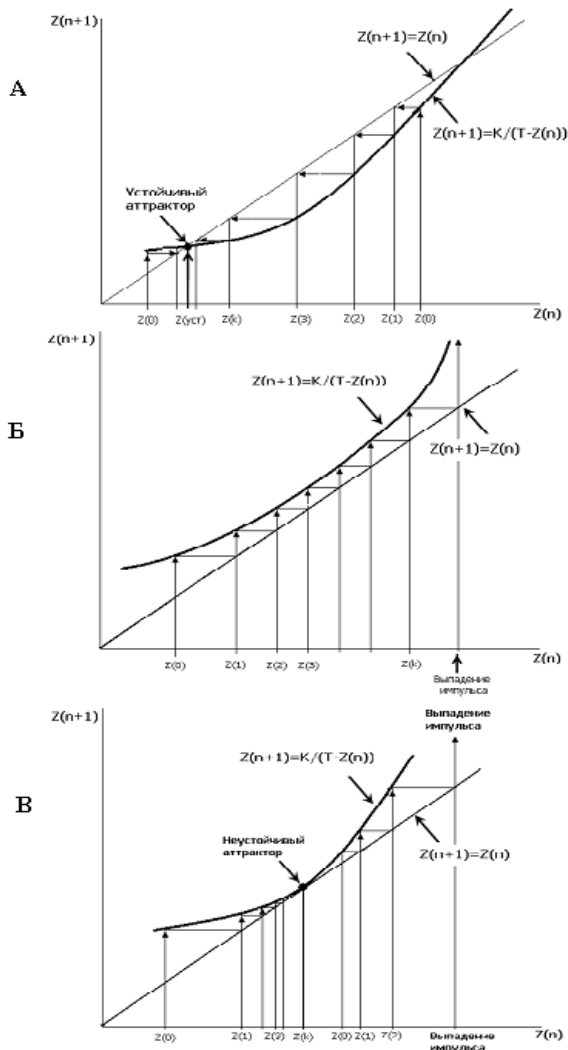 Z(n+1)
Z(n+1)=Z(n)
А
Z(n+1)=K/(T-Z(n))
Устойчивый
аттрактор
Z(0) Z(уст) Z(k) Z(3) Z(2) Z(1) Z(0) Z(n)
Z(n+1)
Б
Z(n+1)=K/(T-Z(n))
Z(n+1)=Z(n)
Z(0) Z(1) Z(2) Z(3) Z(k) Z(n)
Выпадение
импульса
Z(n+1)
Выпадение
импульса
В
Z(n+1)=K/(T-Z(n))
Неустойчивый
аттрактор
Z(n+1)=Z(n)
Z(0) Z(1) Z(2) Z(k) Z(0) Z(1) Z(n)
Выпадение
импульса